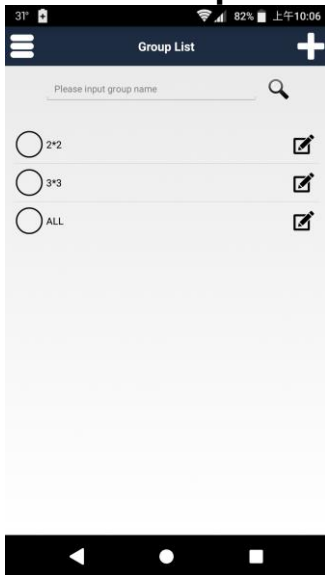 31° 82% 上午10:06
Group List
Please input group name
2*2
3*3
ALL